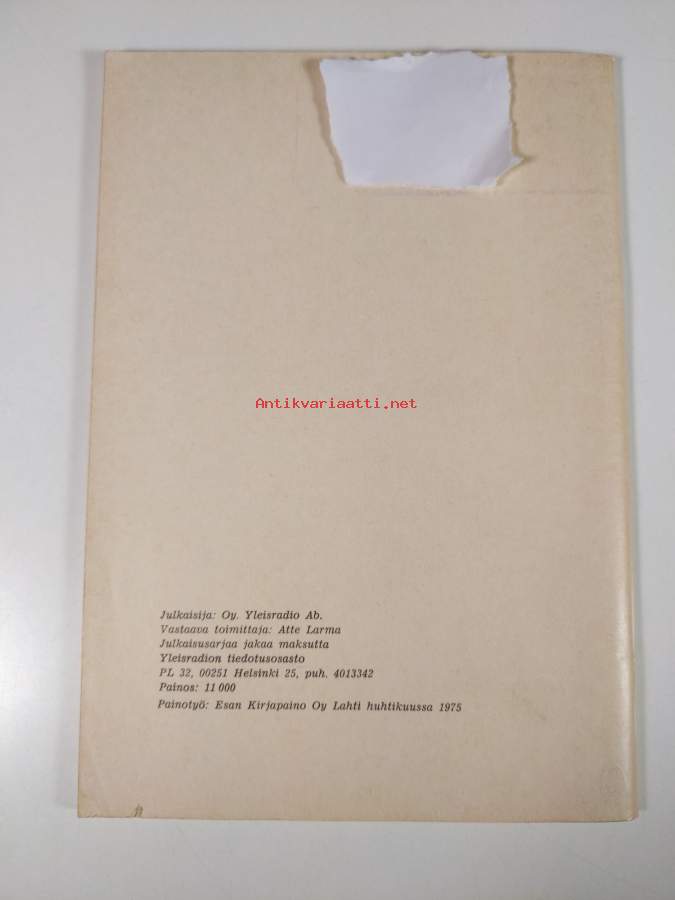 Antikvariaatti.net
Julkaisija: Oy. Yleisradio Ab.
Vastaava toimittaja: Atte Larma
Julkaisusarjaa jakaa maksutta
Yleisradion tiedotusosasto
PL 32, 00251 Helsinki 25, puh. 4013342
Painos: 11 000
Painotyö: Esan Kirjapaino Oy Lahti huhtikuussa 1975